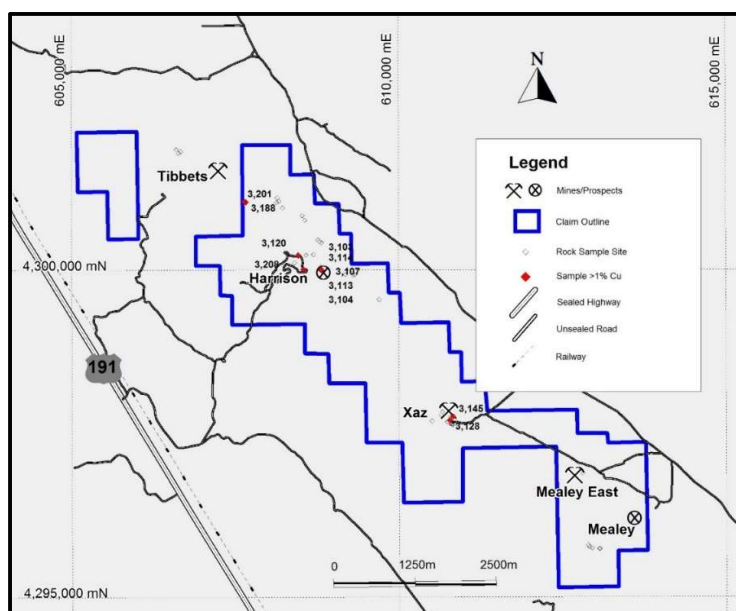 605,000 mE
610,000 mE
615,000 mE
N
Tibbets
3,201
3,188
3,120
3,103
3,114
3,208
3,107
Harrison
3,113
3,104
4,300,000 mN
191
Xaz
3,145
3,128
Mealey East
Mealey
0 1250m 2500m
4,295,000 mN
Legend
Mines/Prospects
Claim Outline
Rock Sample Site
Sample >1% Cu
Sealed Highway
Unsealed Road
Railway